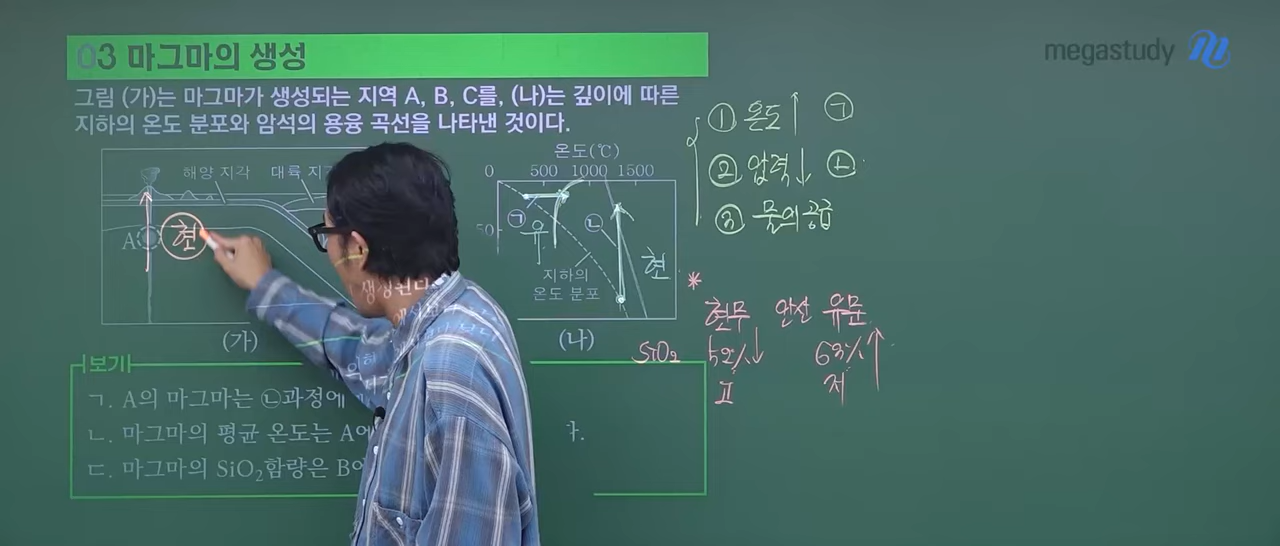 03 마그마의 생성
megastudy
그림 (가)는 마그마가 생성되는 지역 A, B, C를, (나)는 깊이에 따른
지하의 온도 분포와 암석의 용융 곡선을 나타낸 것이다.
해양 지각 대륙 지
A 현
(가)
온도(℃)
0 500 1000 1500
50
㉠ ㉡
유
현
지하의
온도 분포
(나)
① 온도↑ ㉠
② 압력↓ ㉡
③ 물의 공급
*
현무 안산 유문
SiO₂ 52%↓ 63%↑
보기
ㄱ. A의 마그마는 ㉡과정에
생성된다
ㄴ. 마그마의 평균 온도는 A에
ㄷ. 마그마의 SiO₂함량은 B에